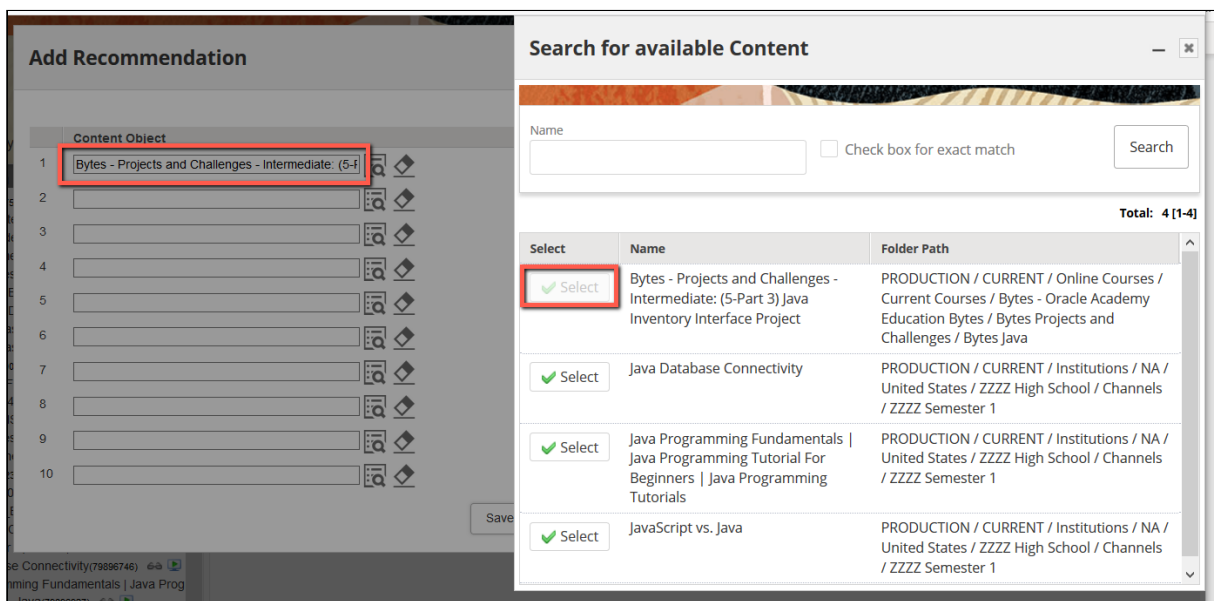 Add Recommendation
Content Object
1 Bytes - Projects and Challenges - Intermediate: (5-F
2
3
4
5
6
7
8
9
10
Save
se Connectivity(79896746)
nming Fundamentals | Java Prog
Search for available Content
Name
Check box for exact match
Search
Total: 4 [1-4]
Select Name Folder Path
Select
Bytes - Projects and Challenges -
Intermediate: (5-Part 3) Java
Inventory Interface Project
PRODUCTION / CURRENT / Online Courses /
Current Courses / Bytes - Oracle Academy
Education Bytes / Bytes Projects and
Challenges / Bytes Java
Select
Java Database Connectivity
PRODUCTION / CURRENT / Institutions / NA /
United States / ZZZZ High School / Channels
/ ZZZZ Semester 1
Select
Java Programming Fundamentals |
Java Programming Tutorial For
Beginners | Java Programming
Tutorials
PRODUCTION / CURRENT / Institutions / NA /
United States / ZZZZ High School / Channels
/ ZZZZ Semester 1
Select
JavaScript vs. Java
PRODUCTION / CURRENT / Institutions / NA /
United States / ZZZZ High School / Channels
/ ZZZZ Semester 1